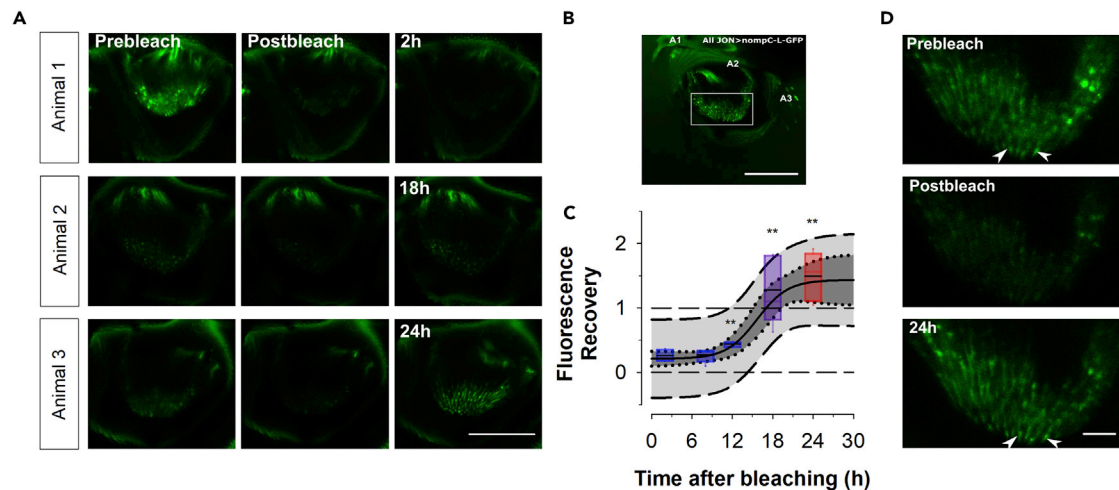 A
Prebleach
Postbleach
2h
Animal 1
18h
Animal 2
24h
Animal 3
B
A1
All JON>nompC-L-GFP
A2
A3
C
Fluorescence
Recovery
2
1
0
**
**
**
0
6
12
18
24
30
Time after bleaching (h)
D
Prebleach
Postbleach
24h